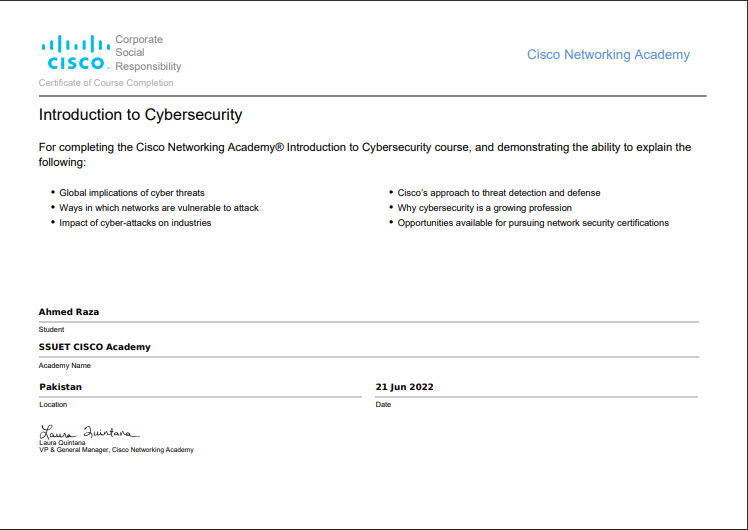 Corporate
Social
Responsibility
CISCO.
Cisco Networking Academy
Certificate of Course Completion
Introduction to Cybersecurity
For completing the Cisco Networking Academy® Introduction to Cybersecurity course, and demonstrating the ability to explain the
following:
• Global implications of cyber threats
• Ways in which networks are vulnerable to attack
• Impact of cyber-attacks on industries
• Cisco's approach to threat detection and defense
• Why cybersecurity is a growing profession
• Opportunities available for pursuing network security certifications
Ahmed Raza
Student
SSUET CISCO Academy
Academy Name
Pakistan
Location
21 Jun 2022
Date
Laura Quintana
Laura Quintana
VP & General Manager, Cisco Networking Academy